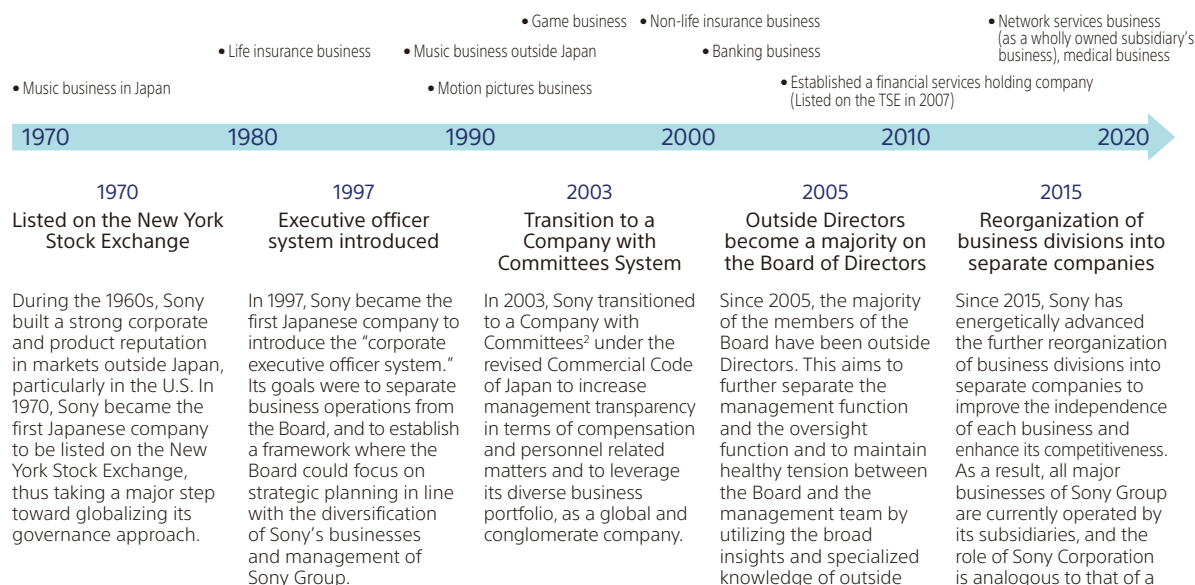 • Game business
• Non-life insurance business
• Network services business
(as a wholly owned subsidiary's
business), medical business
• Life insurance business
• Music business outside Japan
• Banking business
• Music business in Japan
• Motion pictures business
• Established a financial services holding company
(Listed on the TSE in 2007)
1970 1980 1990 2000 2010 2020
1970
Listed on the New York
Stock Exchange
During the 1960s, Sony
built a strong corporate
and product reputation
in markets outside Japan,
particularly in the U.S. In
1970, Sony became the
first Japanese company
to be listed on the New
York Stock Exchange,
thus taking a major step
toward globalizing its
governance approach.
1997
Executive officer
system introduced
In 1997, Sony became the
first Japanese company to
introduce the "corporate
executive officer system."
Its goals were to separate
business operations from
the Board, and to establish
a framework where the
Board could focus on
strategic planning in line
with the diversification
of Sony's businesses
and management of
Sony Group.
2003
Transition to a
Company with
Committees System
In 2003, Sony transitioned
to a Company with
Committees² under the
revised Commercial Code
of Japan to increase
management transparency
in terms of compensation
and personnel related
matters and to leverage
its diverse business
portfolio, as a global and
conglomerate company.
2005
Outside Directors
become a majority on
the Board of Directors
Since 2005, the majority
of the members of the
Board have been outside
Directors. This aims to
further separate the
management function
and the oversight
function and to maintain
healthy tension between
the Board and the
management team by
utilizing the broad
insights and specialized
knowledge of outside
2015
Reorganization of
business divisions into
separate companies
Since 2015, Sony has
energetically advanced
the further reorganization
of business divisions into
separate companies to
improve the independence
of each business and
enhance its competitiveness.
As a result, all major
businesses of Sony Group
are currently operated by
its subsidiaries, and the
role of Sony Corporation
is analogous to that of a